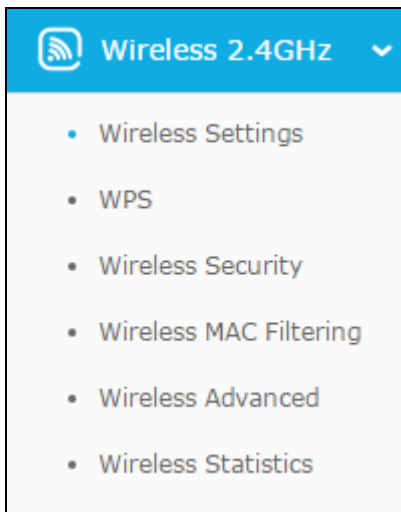 Wireless 2.4GHz
Wireless Settings
WPS
Wireless Security
Wireless MAC Filtering
Wireless Advanced
Wireless Statistics